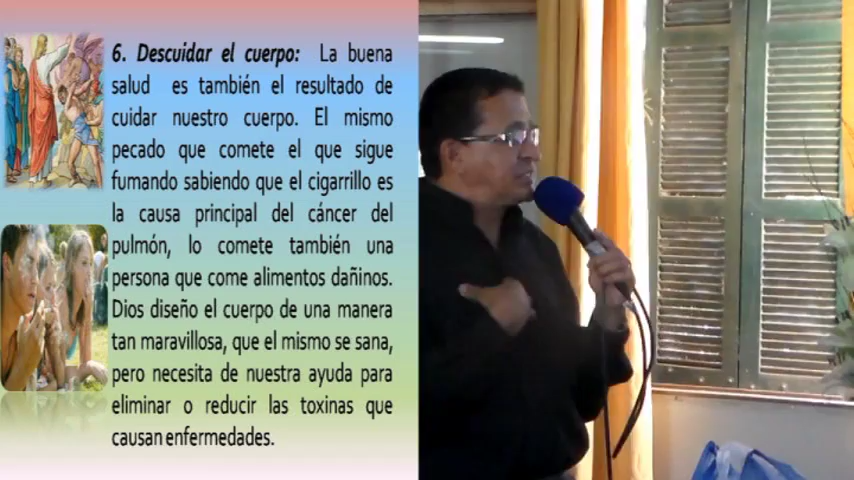 6. Descuidar el cuerpo: La buena
salud es también el resultado de
cuidar nuestro cuerpo. El mismo
pecado que comete el que sigue
fumando sabiendo que el cigarrillo es
la causa principal del cáncer del
pulmón, lo comete también una
persona que come alimentos dañinos.
Dios diseño el cuerpo de una manera
tan maravillosa, que el mismo se sana,
pero necesita de nuestra ayuda para
eliminar o reducir las toxinas que
causan enfermedades.